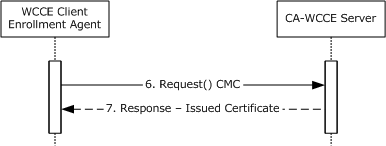 WCCE Client
Enrollment Agent
CA-WCCE Server
6. Request() CMC
7. Response – Issued Certificate